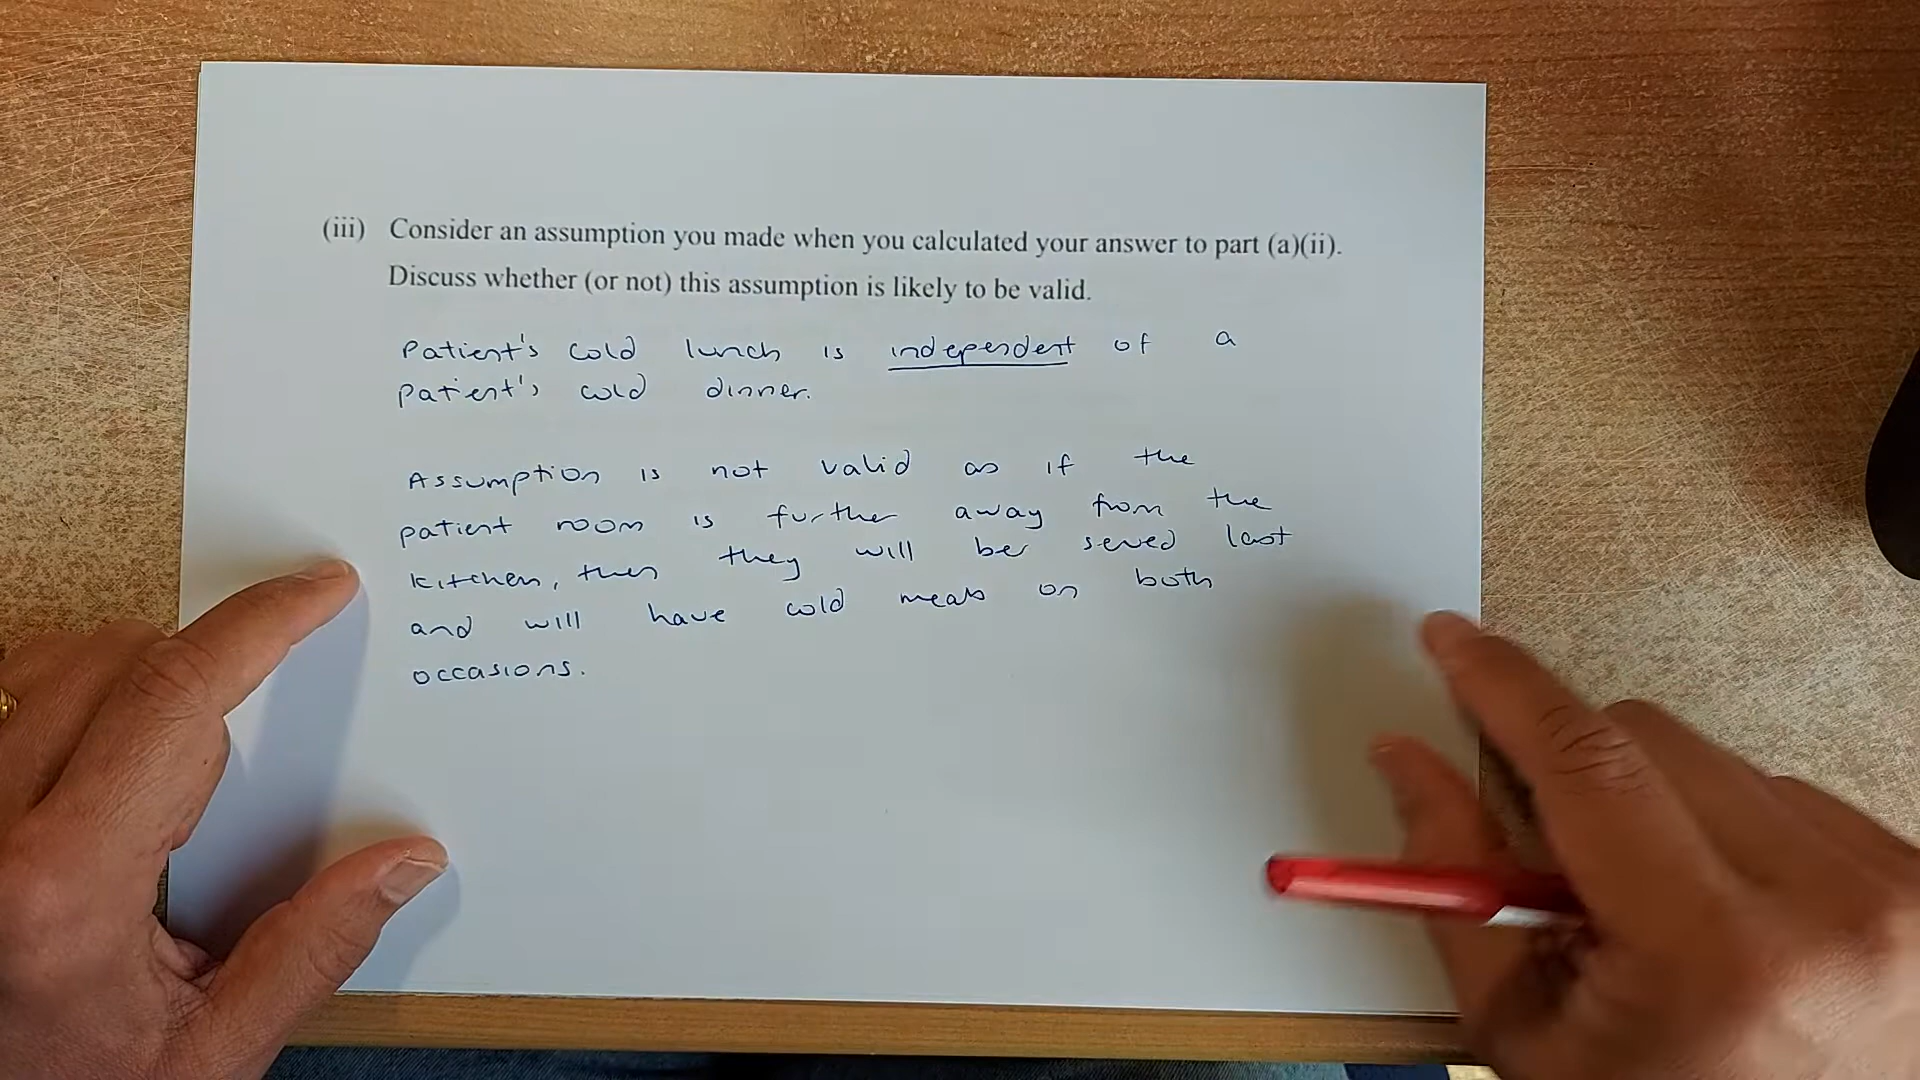 (iii) Consider an assumption you made when you calculated your answer to part (a)(ii).
Discuss whether (or not) this assumption is likely to be valid.
Patient's cold lunch is independent of a
patient's cold dinner.
Assumption is not valid as if the
patient room is further away from the
kitchen, then they will be served last
and will have cold meals on both
occasions.